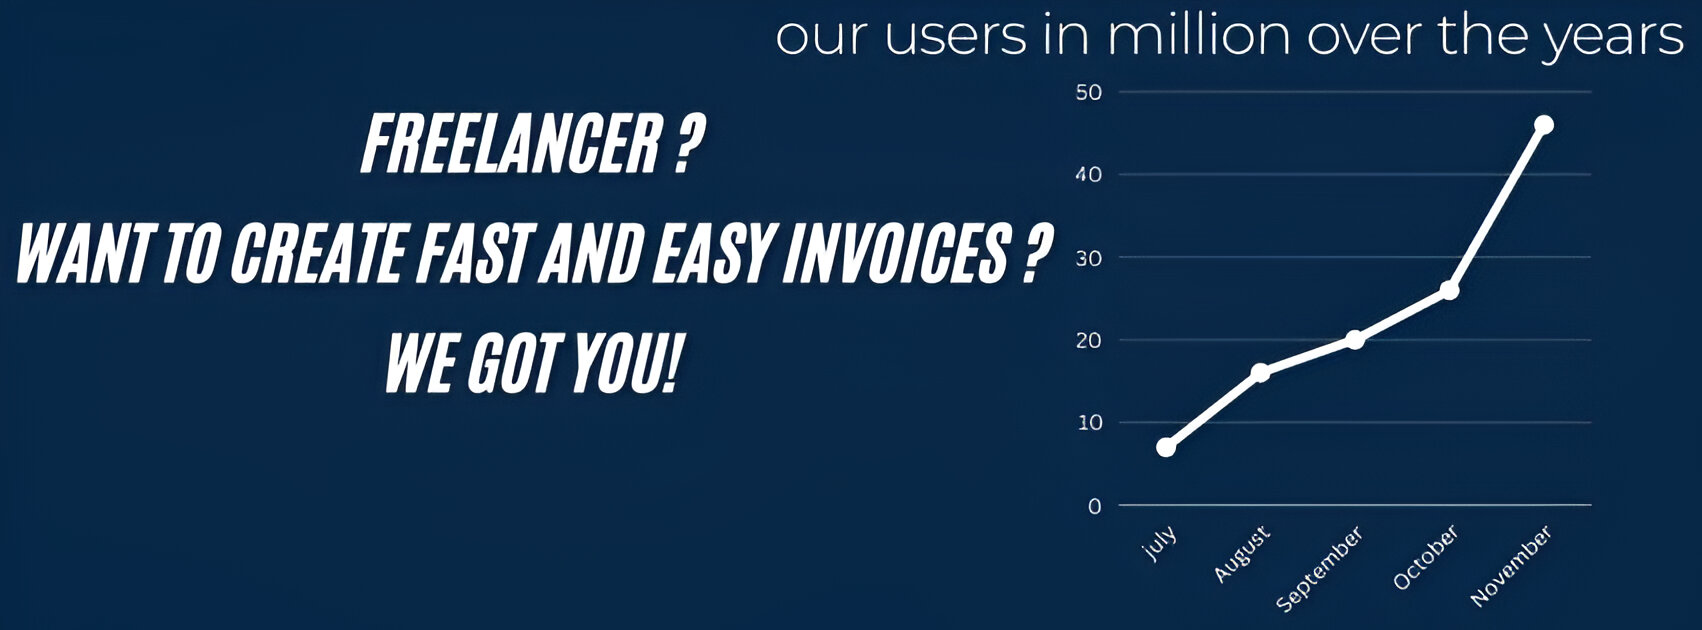 our users in million over the years
FREELANCER ?
WANT TO CREATE FAST AND EASY INVOICES ?
WE GOT YOU!
50
40
30
20
10
0
july
August
September
October
November